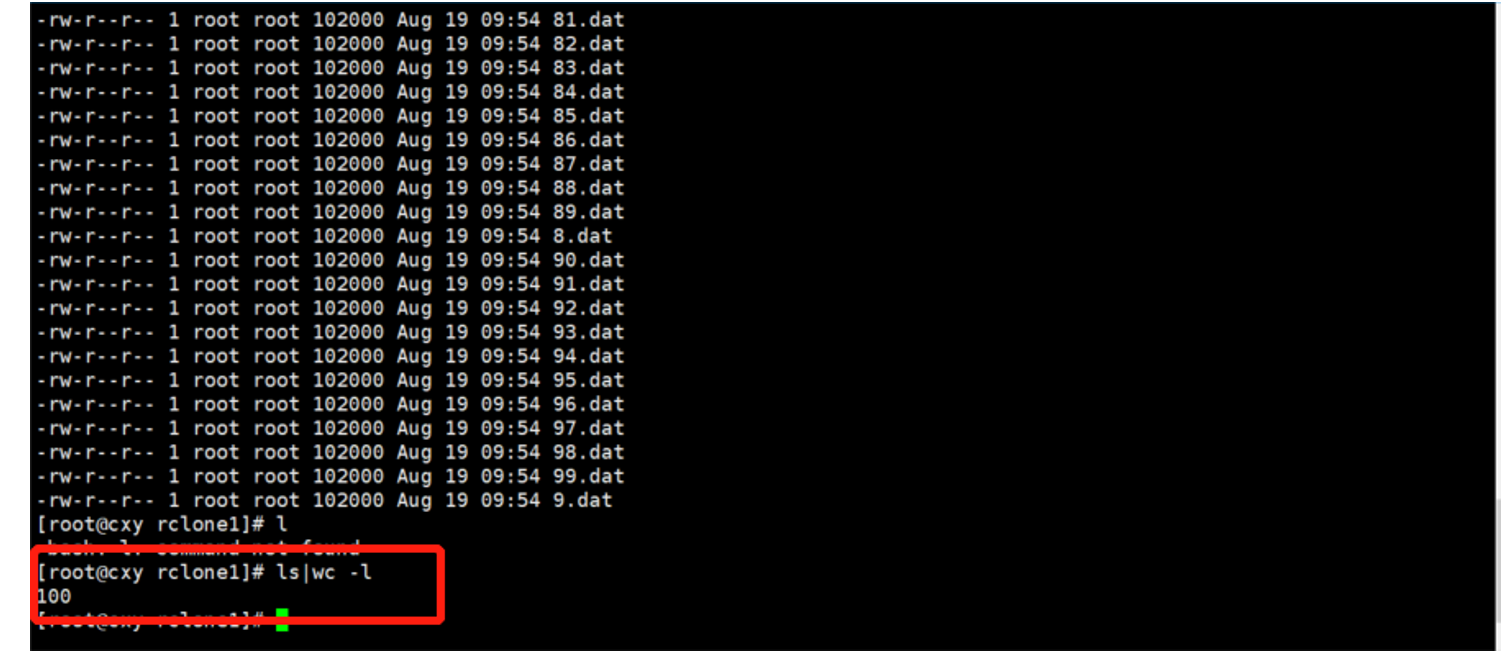 -rw-r--r-- 1 root root 102000 Aug 19 09:54 81.dat
-rw-r--r-- 1 root root 102000 Aug 19 09:54 82.dat
-rw-r--r-- 1 root root 102000 Aug 19 09:54 83.dat
-rw-r--r-- 1 root root 102000 Aug 19 09:54 84.dat
-rw-r--r-- 1 root root 102000 Aug 19 09:54 85.dat
-rw-r--r-- 1 root root 102000 Aug 19 09:54 86.dat
-rw-r--r-- 1 root root 102000 Aug 19 09:54 87.dat
-rw-r--r-- 1 root root 102000 Aug 19 09:54 88.dat
-rw-r--r-- 1 root root 102000 Aug 19 09:54 89.dat
-rw-r--r-- 1 root root 102000 Aug 19 09:54 8.dat
-rw-r--r-- 1 root root 102000 Aug 19 09:54 90.dat
-rw-r--r-- 1 root root 102000 Aug 19 09:54 91.dat
-rw-r--r-- 1 root root 102000 Aug 19 09:54 92.dat
-rw-r--r-- 1 root root 102000 Aug 19 09:54 93.dat
-rw-r--r-- 1 root root 102000 Aug 19 09:54 94.dat
-rw-r--r-- 1 root root 102000 Aug 19 09:54 95.dat
-rw-r--r-- 1 root root 102000 Aug 19 09:54 96.dat
-rw-r--r-- 1 root root 102000 Aug 19 09:54 97.dat
-rw-r--r-- 1 root root 102000 Aug 19 09:54 98.dat
-rw-r--r-- 1 root root 102000 Aug 19 09:54 99.dat
-rw-r--r-- 1 root root 102000 Aug 19 09:54 9.dat
[root@cxy rclone1]# l
-bash: l: command not found
[root@cxy rclone1]# ls|wc -l
100
[root@cxy rclone1]#